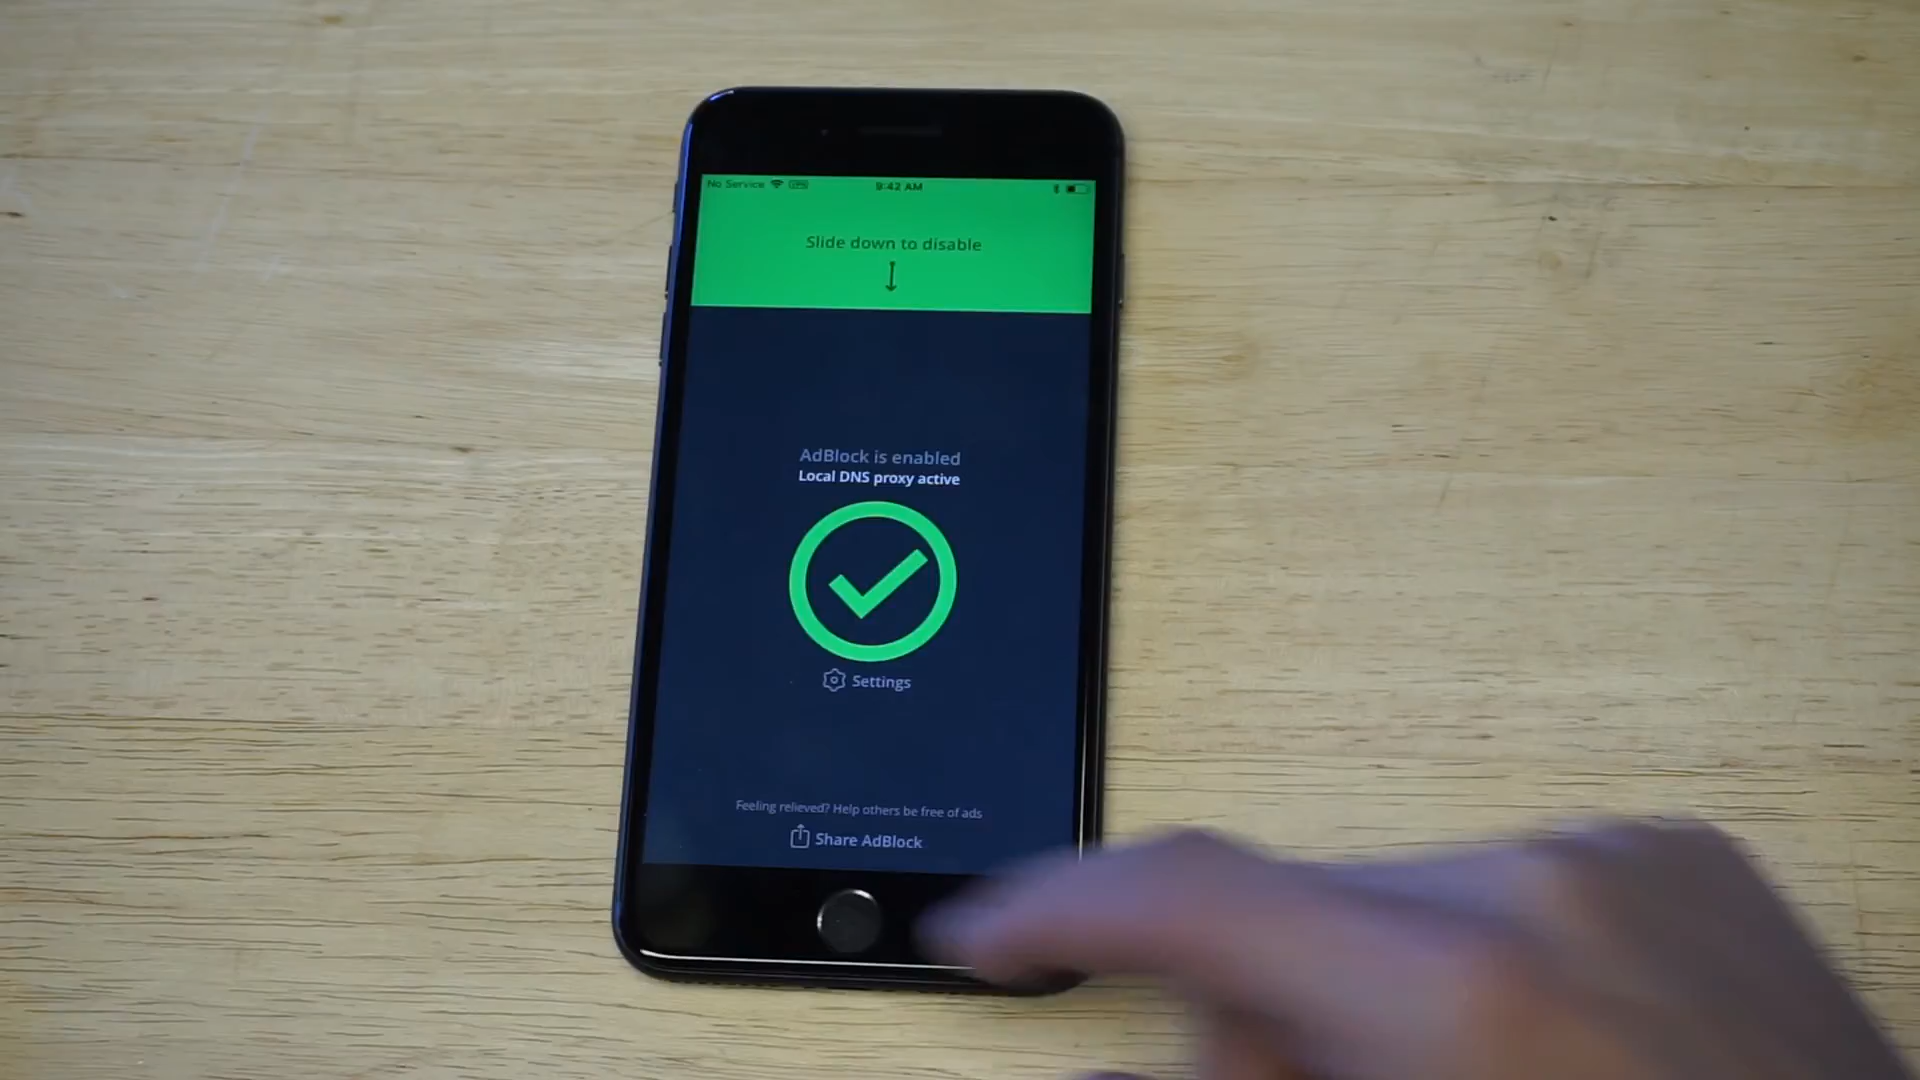 No Service VPN 9:42 AM
Slide down to disable
AdBlock is enabled
Local DNS proxy active
Settings
Feeling relieved? Help others be free of ads
Share AdBlock